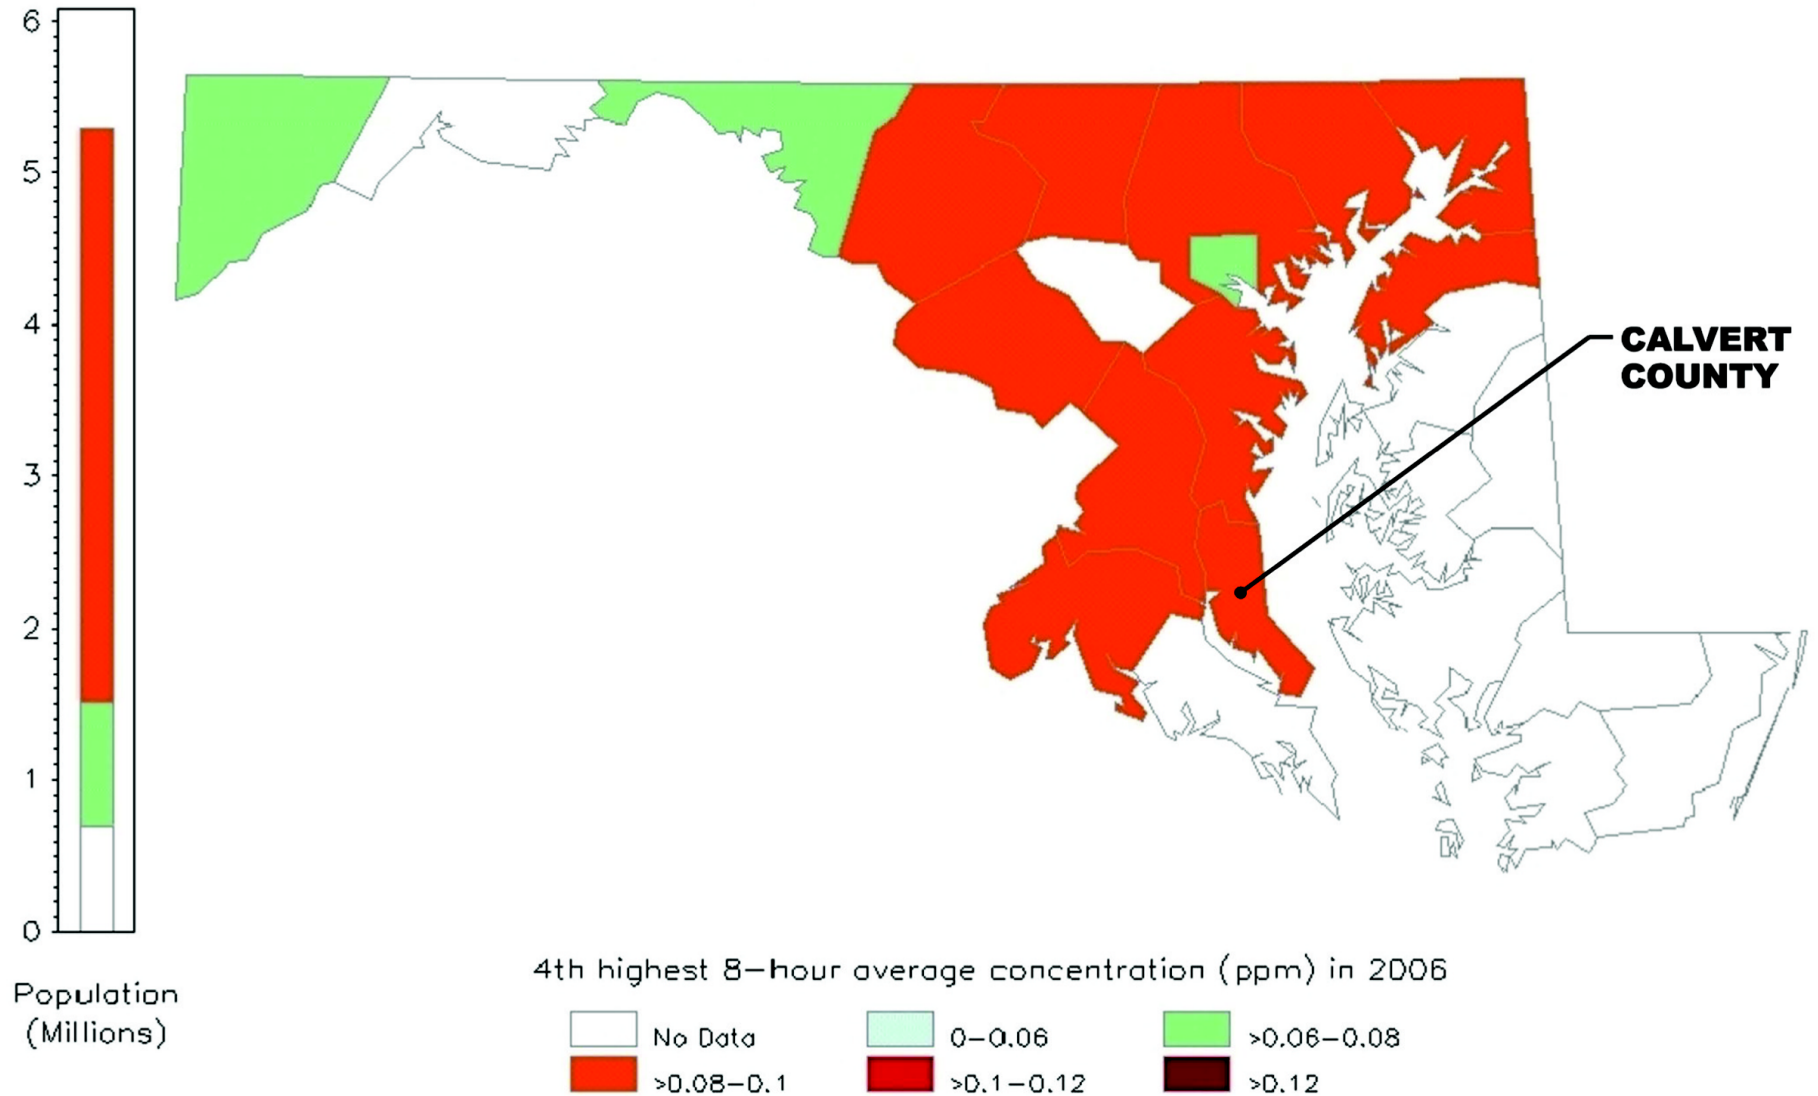 6
5
4
3
2
1
0
Population
(Millions)
CALVERT
COUNTY
4th highest 8-hour average concentration (ppm) in 2006
No Data
0-0.06
>0.06-0.08
>0.08-0.1
>0.1-0.12
>0.12